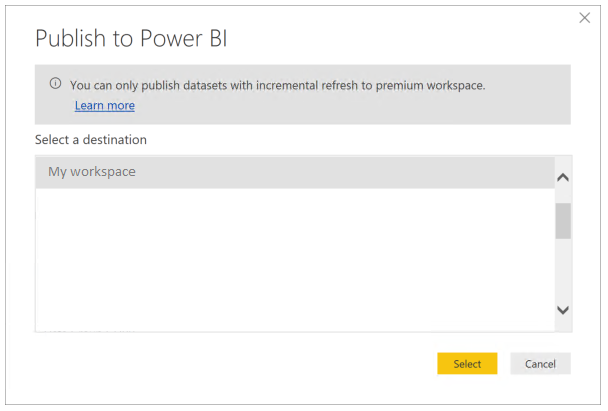 Publish to Power BI
You can only publish datasets with incremental refresh to premium workspace.
Learn more
Select a destination
My workspace
Select
Cancel